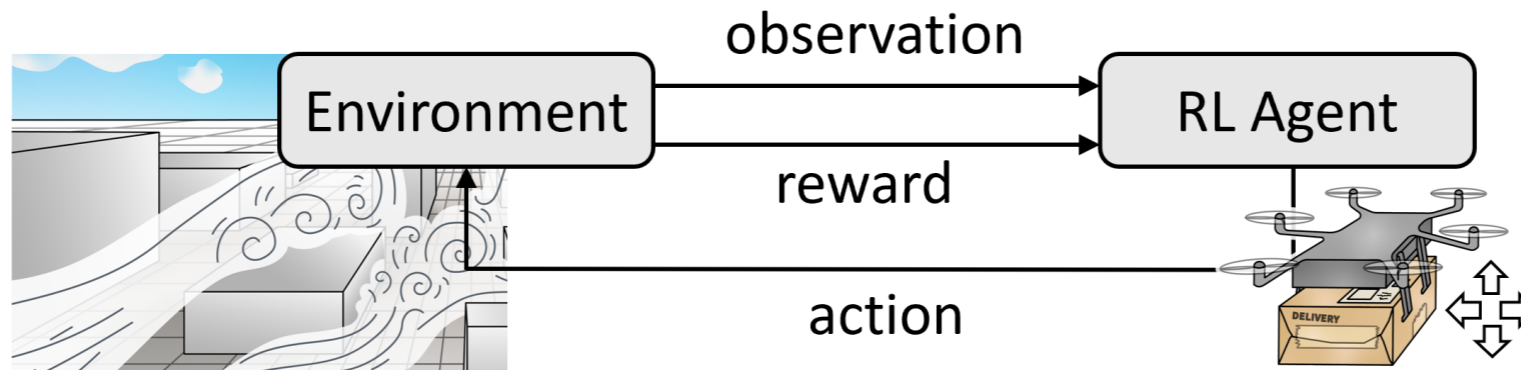 observation
Environment
RL Agent
reward
action
DELIVERY